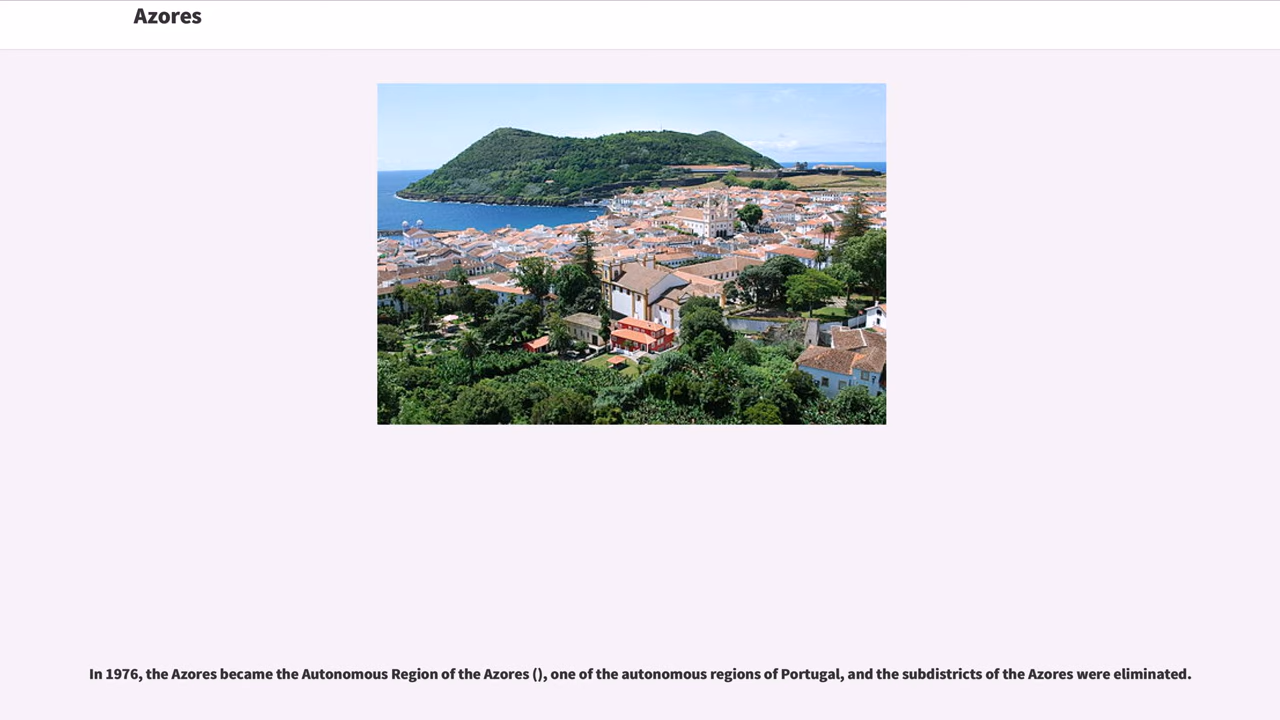 Azores
In 1976, the Azores became the Autonomous Region of the Azores (), one of the autonomous regions of Portugal, and the subdistricts of the Azores were eliminated.